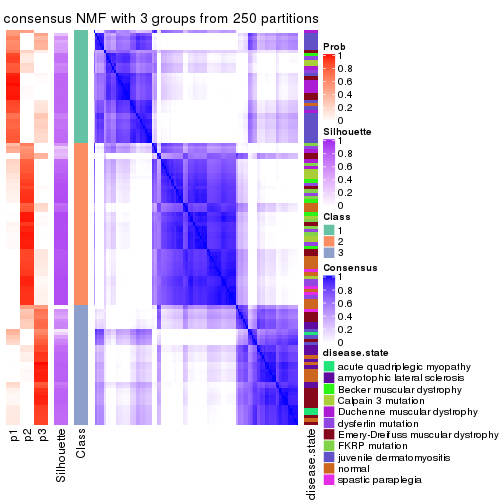 consensus NMF with 3 groups from 250 partitions
Prob
1
0.8
0.6
0.4
0.2
0
Silhouette
1
0.8
0.6
0.4
0.2
0
Class
1
2
3
Consensus
1
0.8
0.6
0.4
0.2
0
disease.state
acute quadriplegic myopathy
amyotophic lateral sclerosis
Becker muscular dystrophy
Calpain 3 mutation
Duchenne muscular dystrophy
dysferlin mutation
Emery-Dreifuss muscular dystrophy
FKRP mutation
juvenile dermatomyositis
normal
spastic paraplegia
p1
p2
p3
Silhouette
Class
disease.state